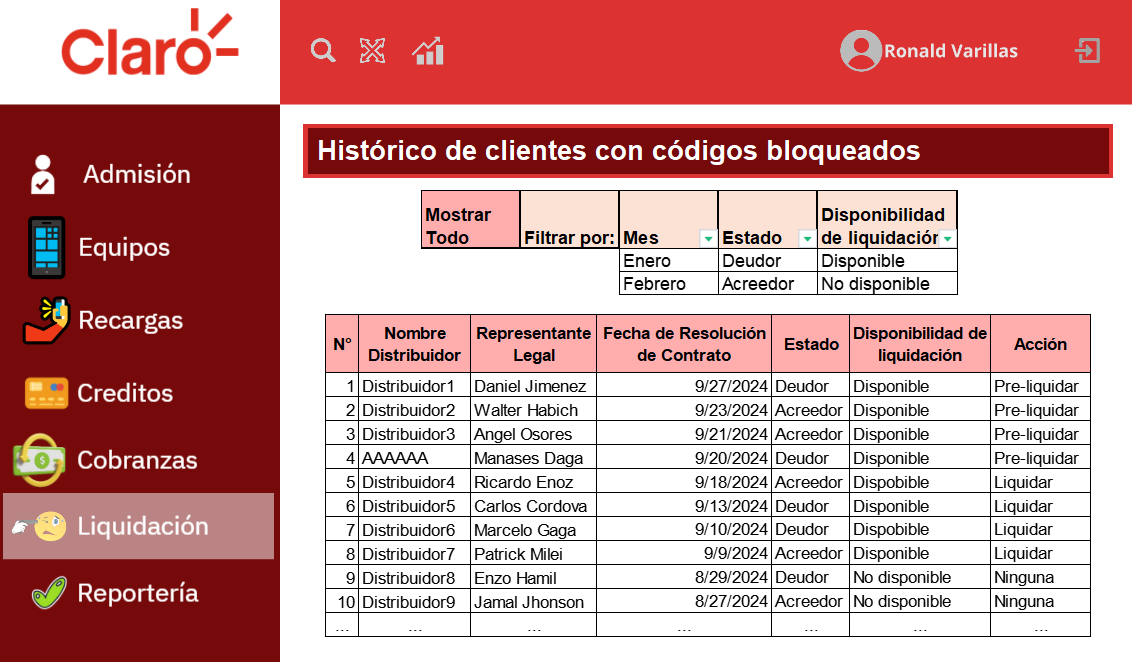 Claro
Ronald Varillas
Admisión
Equipos
Recargas
Creditos
Cobranzas
Liquidación
Reportería
Histórico de clientes con códigos bloqueados
Mostrar Todo Filtrar por: Mes Estado Disponibilidad de liquidación
Enero Deudor Disponible
Febrero Acreedor No disponible
N° Nombre Distribuidor Representante Legal Fecha de Resolución de Contrato Estado Disponibilidad de liquidación Acción
1 Distribuidor1 Daniel Jimenez 9/27/2024 Deudor Disponible Pre-liquidar
2 Distribuidor2 Walter Habich 9/23/2024 Acreedor Disponible Pre-liquidar
3 Distribuidor3 Angel Osores 9/21/2024 Acreedor Disponible Pre-liquidar
4 AAAAAA Manases Daga 9/20/2024 Deudor Disponible Pre-liquidar
5 Distribuidor4 Ricardo Enoz 9/18/2024 Acreedor Dispobible Liquidar
6 Distribuidor5 Carlos Cordova 9/13/2024 Deudor Disponible Liquidar
7 Distribuidor6 Marcelo Gaga 9/10/2024 Deudor Dispobible Liquidar
8 Distribuidor7 Patrick Milei 9/9/2024 Acreedor Disponible Liquidar
9 Distribuidor8 Enzo Hamil 8/29/2024 Deudor No disponible Ninguna
10 Distribuidor9 Jamal Jhonson 8/27/2024 Acreedor No disponible Ninguna
... ... ... ... ... ... ...